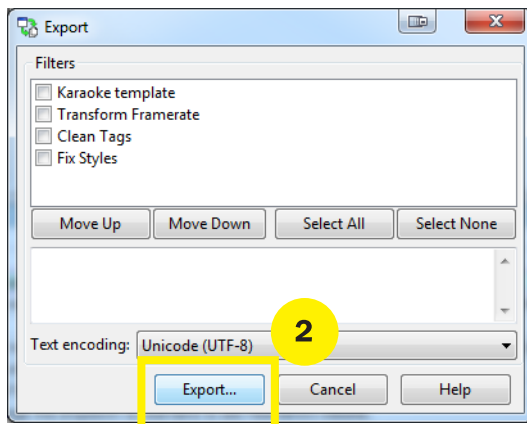 Export
Filters
Karaoke template
Transform Framerate
Clean Tags
Fix Styles
Move Up Move Down Select All Select None
2
Text encoding: Unicode (UTF-8)
Export... Cancel Help